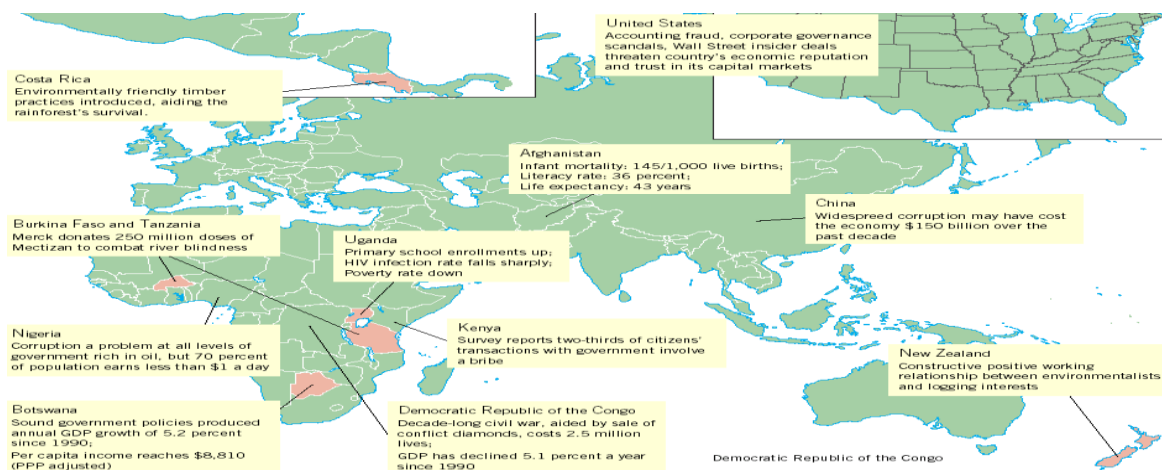 United States
Accounting fraud, corporate governance
scandals, Wall Street insider deals
threaten country's economic reputation
and trust in its capital markets
Costa Rica
Environmentally friendly timber
practices introduced, aiding the
rainforest's survival.
Afghanistan
Infant mortality: 145/1,000 live births;
Literacy rate: 36 percent;
Life expectancy: 43 years
China
Widespreed corruption may have cost
the economy $150 billion over the
past decade
Burkina Faso and Tanzania
Merck donates 250 million doses of
Mectizan to combat river blindness
Uganda
Primary school enrollments up;
HIV infection rate falls sharply;
Poverty rate down
Nigeria
Corruption a problem at all levels of
government rich in oil, but 70 percent
of population earns less than $1 a day
Kenya
Survey reports two-thirds of citizens'
transactions with government involve
a bribe
New Zealand
Constructive positive working
relationship between environmentalists
and logging interests
Botswana
Sound government policies produced
annual GDP growth of 5.2 percent
since 1990;
Per capita income reaches $8,810
(PPP adjusted)
Democratic Republic of the Congo
Decade-long civil war, aided by sale of
conflict diamonds, costs 2.5 million
lives;
GDP has declined 5.1 percent a year
since 1990
Democratic Republic of the Congo